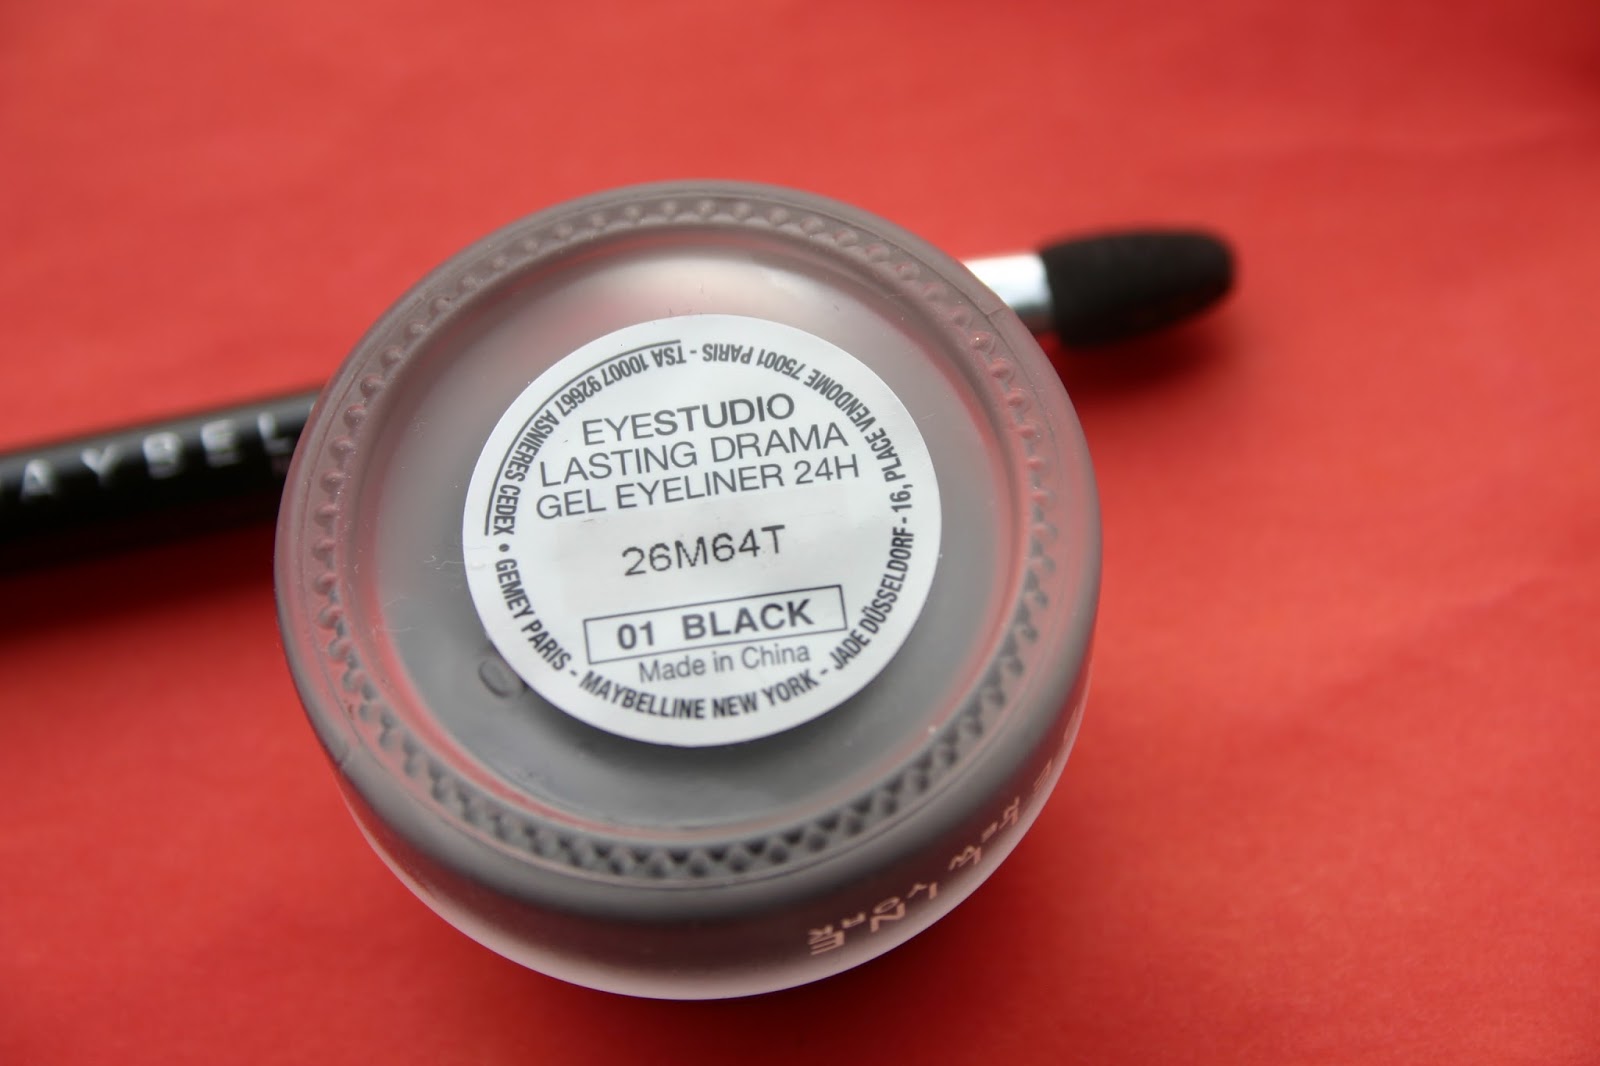 EYESTUDIO
LASTING DRAMA
GEL EYELINER 24H
26M64T
01 BLACK
Made in China
• GEMEY PARIS - MAYBELLINE NEW YORK - JADE DÜSSELDORF - 16, PLACE VENDOME 75001 PARIS - TSA 10007 92667 ASNIERES CEDEX
AYBEL